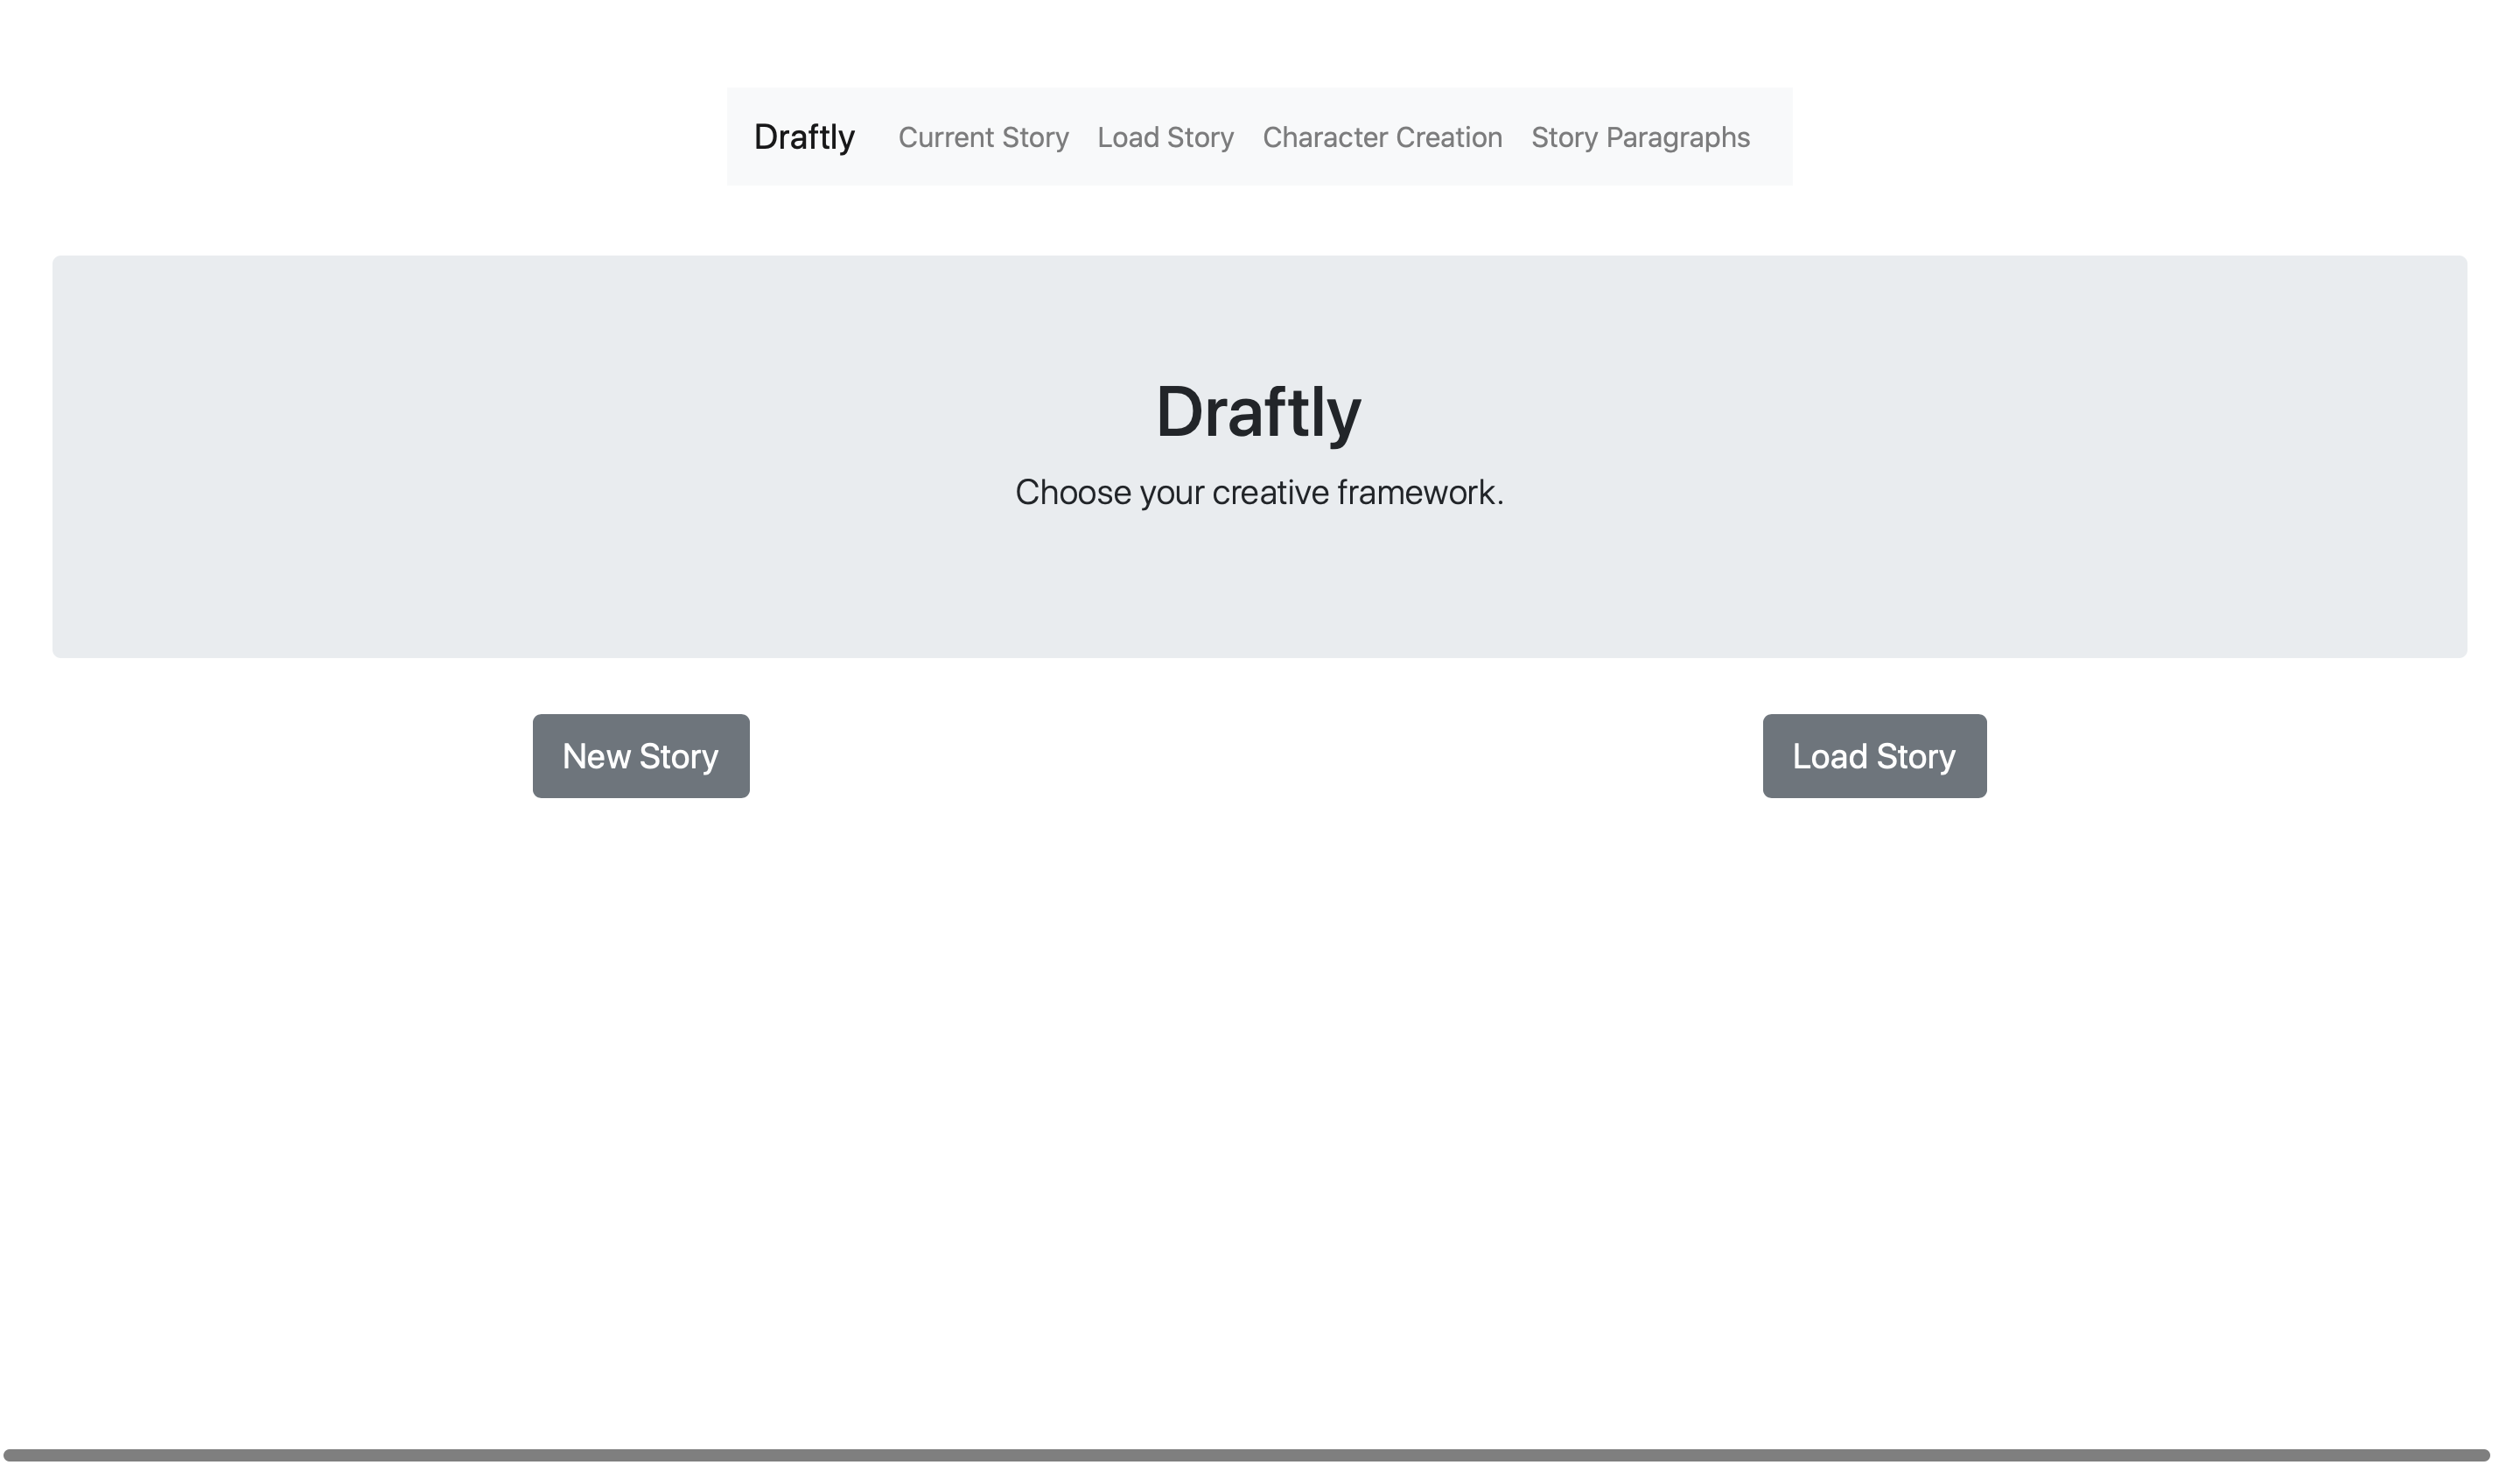 Draftly Current Story Load Story Character Creation Story Paragraphs
Draftly
Choose your creative framework.
New Story Load Story